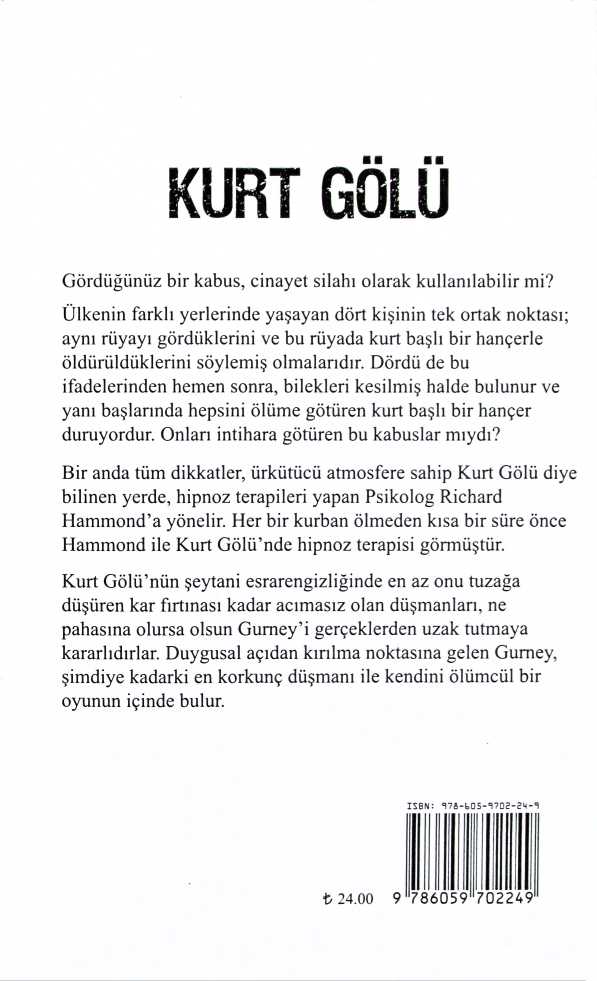 KURT GÖLÜ
Gördüğünüz bir kabus, cinayet silahı olarak kullanılabilir mi?
Ülkenin farklı yerlerinde yaşayan dört kişinin tek ortak noktası;
aynı rüyayı gördüklerini ve bu rüyada kurt başlı bir hançerle
öldürüldüklerini söylemiş olmalarıdır. Dördü de bu
ifadelerinden hemen sonra, bilekleri kesilmiş halde bulunur ve
yanı başlarında hepsini ölüme götüren kurt başlı bir hançer
duruyordur. Onları intihara götüren bu kabuslar mıydı?
Bir anda tüm dikkatler, ürkütücü atmosfere sahip Kurt Gölü diye
bilinen yerde, hipnoz terapileri yapan Psikolog Richard
Hammond’a yönelir. Her bir kurban ölmeden kısa bir süre önce
Hammond ile Kurt Gölü’nde hipnoz terapisi görmüştür.
Kurt Gölü’nün şeytani esrarengizliğinde en az onu tuzağa
düşüren kar fırtınası kadar acımasız olan düşmanları, ne
pahasına olursa olsun Gurney’i gerçeklerden uzak tutmaya
kararlıdırlar. Duygusal açıdan kırılma noktasına gelen Gurney,
şimdiye kadarki en korkunç düşmanı ile kendini ölümcül bir
oyunun içinde bulur.
ISBN: 978-605-9702-24-9
₺ 24.00
9 786059 702249